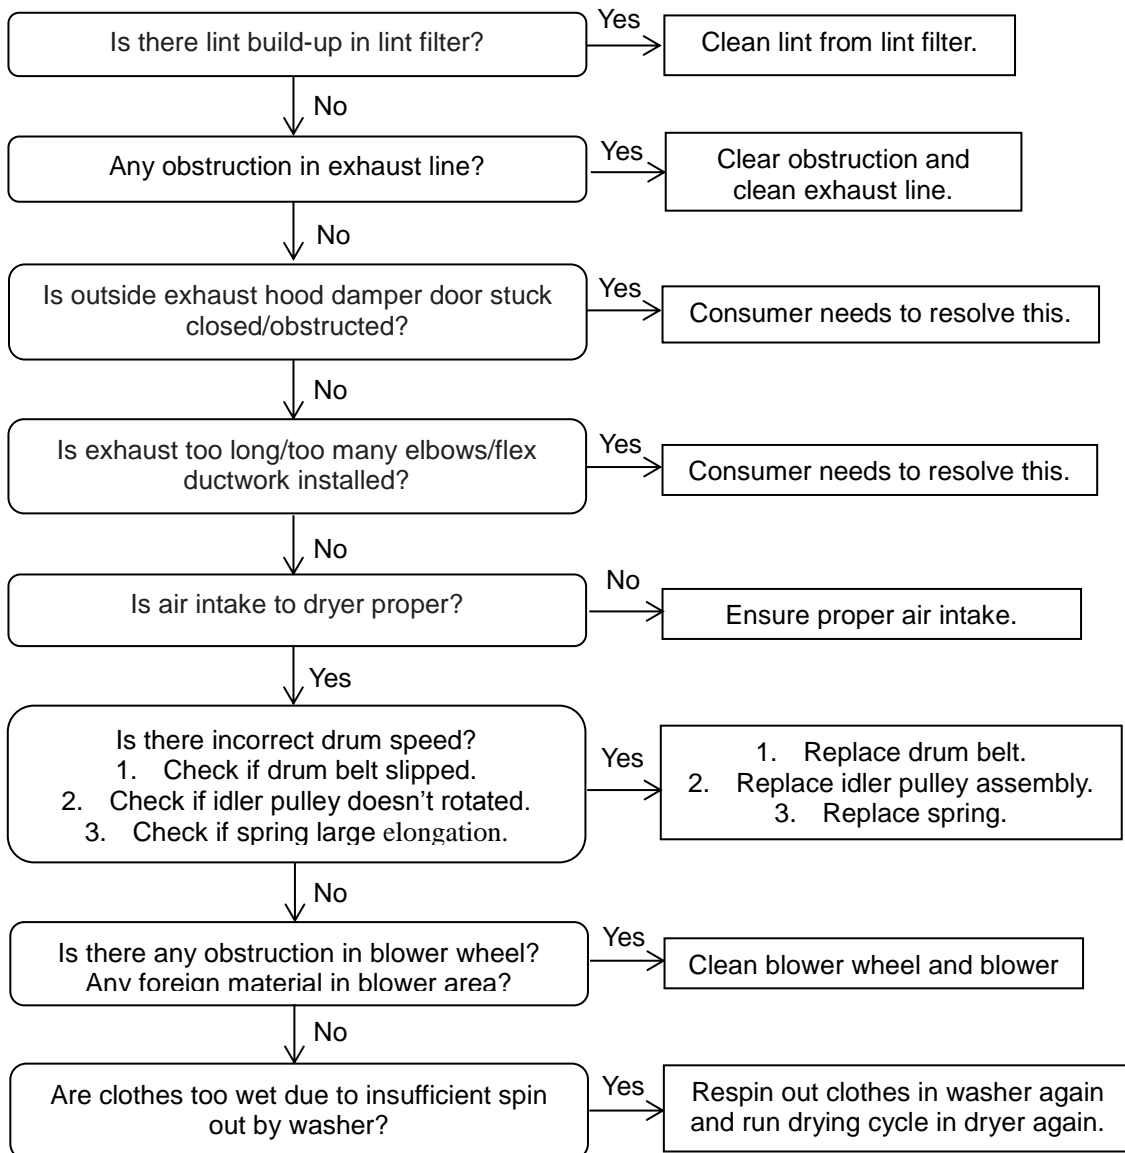 Is there lint build-up in lint filter?
Yes
Clean lint from lint filter.
No
Any obstruction in exhaust line?
Yes
Clear obstruction and
clean exhaust line.
No
Is outside exhaust hood damper door stuck
closed/obstructed?
Yes
Consumer needs to resolve this.
No
Is exhaust too long/too many elbows/flex
ductwork installed?
Yes
Consumer needs to resolve this.
No
Is air intake to dryer proper?
No
Ensure proper air intake.
Yes
Is there incorrect drum speed?
1. Check if drum belt slipped.
2. Check if idler pulley doesn’t rotated.
3. Check if spring large elongation.
Yes
1. Replace drum belt.
2. Replace idler pulley assembly.
3. Replace spring.
No
Is there any obstruction in blower wheel?
Any foreign material in blower area?
Yes
Clean blower wheel and blower
No
Are clothes too wet due to insufficient spin
out by washer?
Yes
Respin out clothes in washer again
and run drying cycle in dryer again.